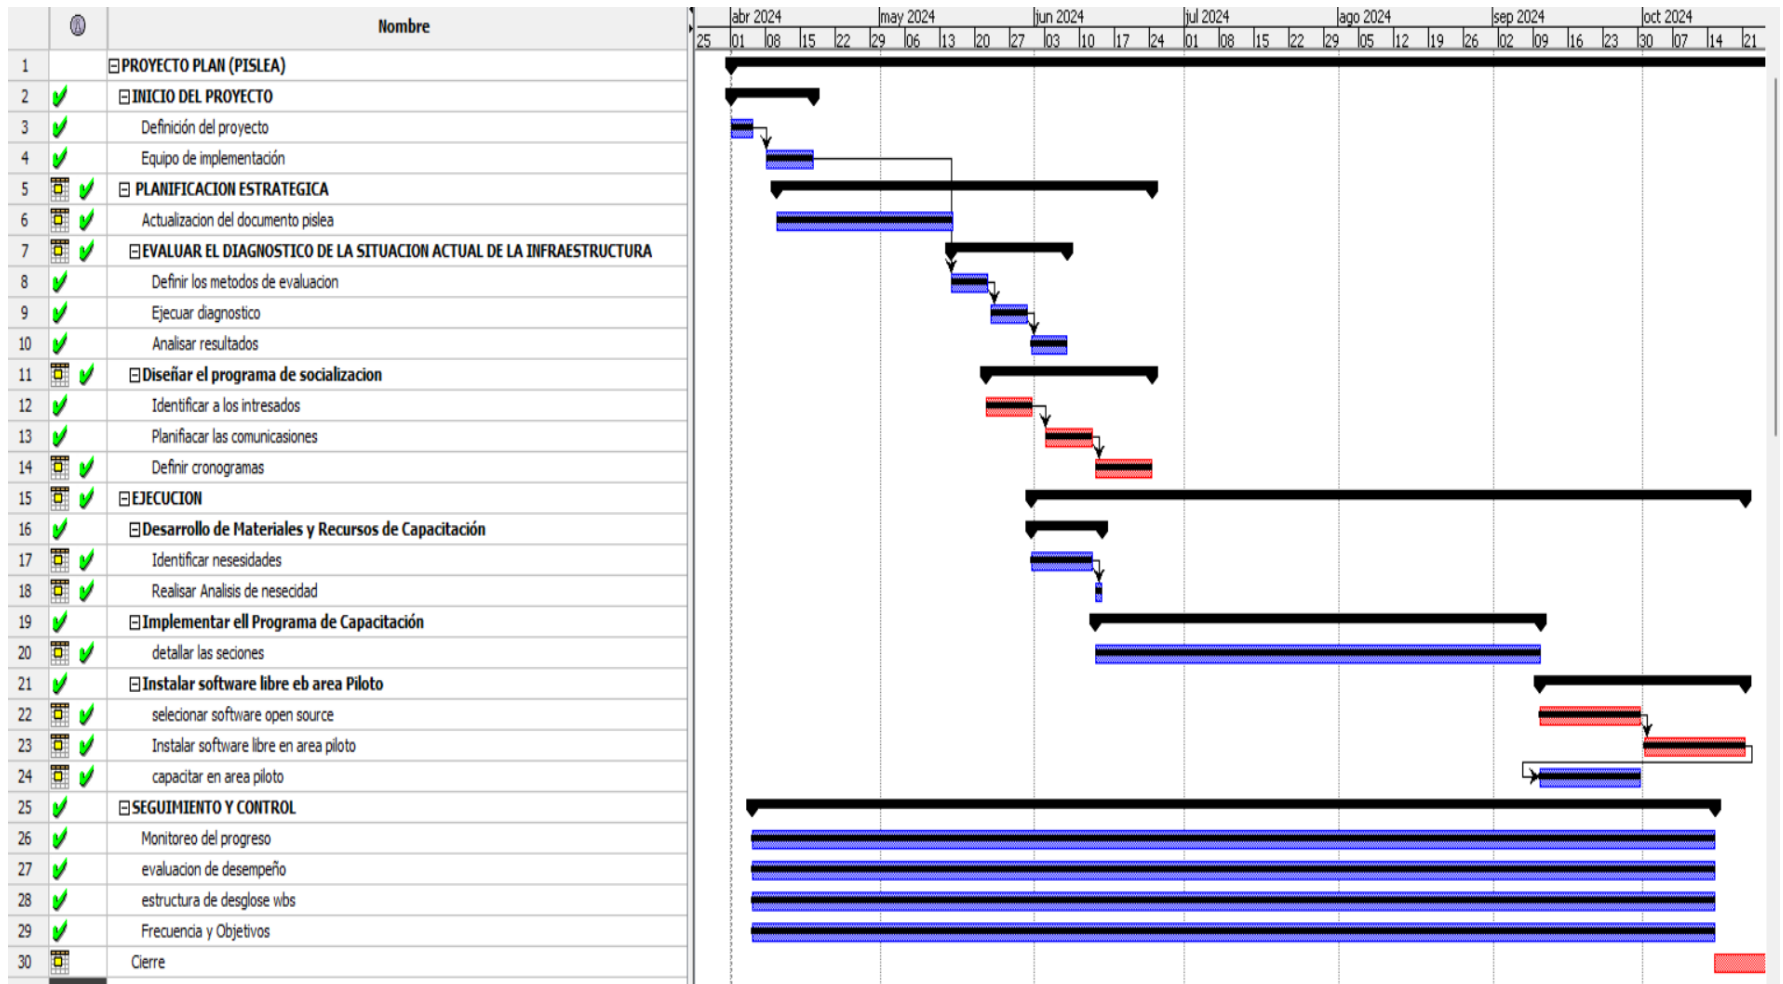 Nombre
abr 2024 may 2024 jun 2024 jul 2024 ago 2024 sep 2024 oct 2024
25 01 08 15 22 29 06 13 20 27 03 10 17 24 01 08 15 22 29 05 12 19 26 02 09 16 23 30 07 14 21
1 PROYECTO PLAN (PISLEA)
2 INICIO DEL PROYECTO
3 Definición del proyecto
4 Equipo de implementación
5 PLANIFICACION ESTRATEGICA
6 Actualizacion del documento pislea
7 EVALUAR EL DIAGNOSTICO DE LA SITUACION ACTUAL DE LA INFRAESTRUCTURA
8 Definir los metodos de evaluacion
9 Ejecuar diagnostico
10 Analisar resultados
11 Diseñar el programa de socializacion
12 Identificar a los intresados
13 Planifiacar las comunicasiones
14 Definir cronogramas
15 EJECUCION
16 Desarrollo de Materiales y Recursos de Capacitación
17 Identificar nesesidades
18 Realisar Analisis de nesecidad
19 Implementar ell Programa de Capacitación
20 detallar las seciones
21 Instalar software libre eb area Piloto
22 selecionar software open source
23 Instalar software libre en area piloto
24 capacitar en area piloto
25 SEGUIMIENTO Y CONTROL
26 Monitoreo del progreso
27 evaluacion de desempeño
28 estructura de desglose wbs
29 Frecuencia y Objetivos
30 Cierre